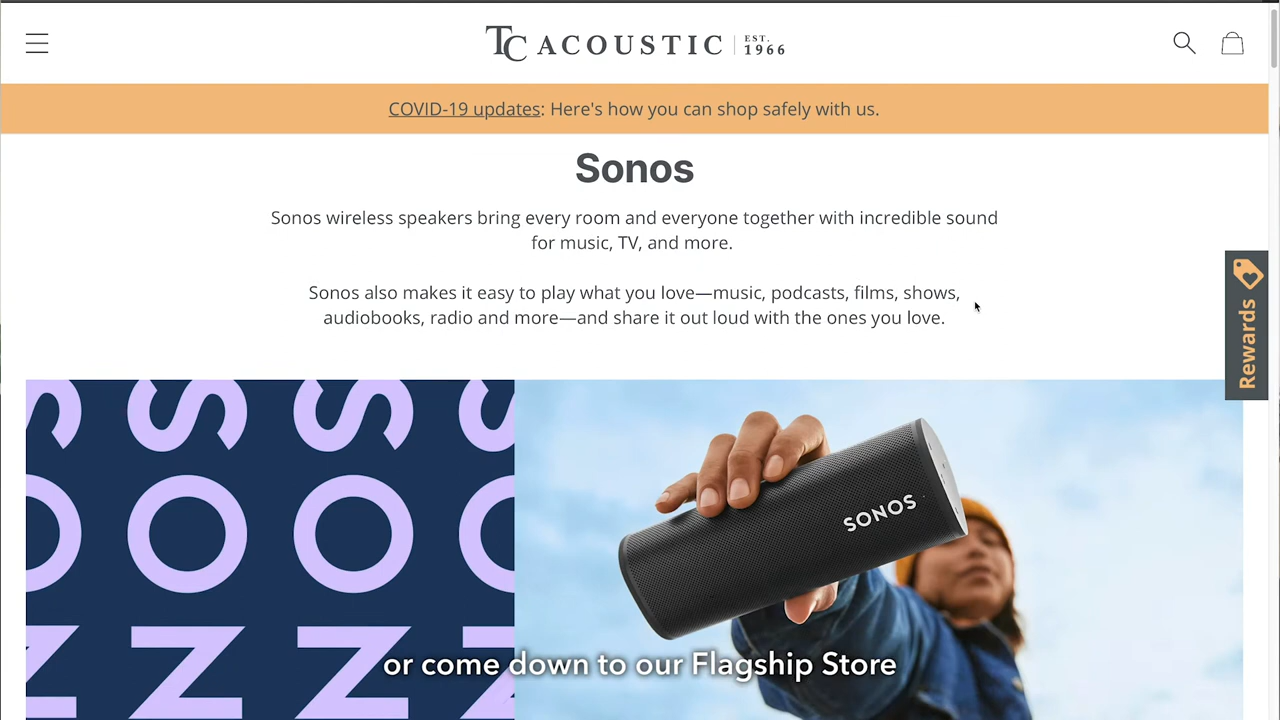 TC ACOUSTIC
EST.
1966
COVID-19 updates: Here's how you can shop safely with us.
Sonos
Sonos wireless speakers bring every room and everyone together with incredible sound
for music, TV, and more.
Sonos also makes it easy to play what you love—music, podcasts, films, shows,
audiobooks, radio and more—and share it out loud with the ones you love.
Rewards
S S S S
O O O O
N N N N
SONOS
or come down to our Flagship Store